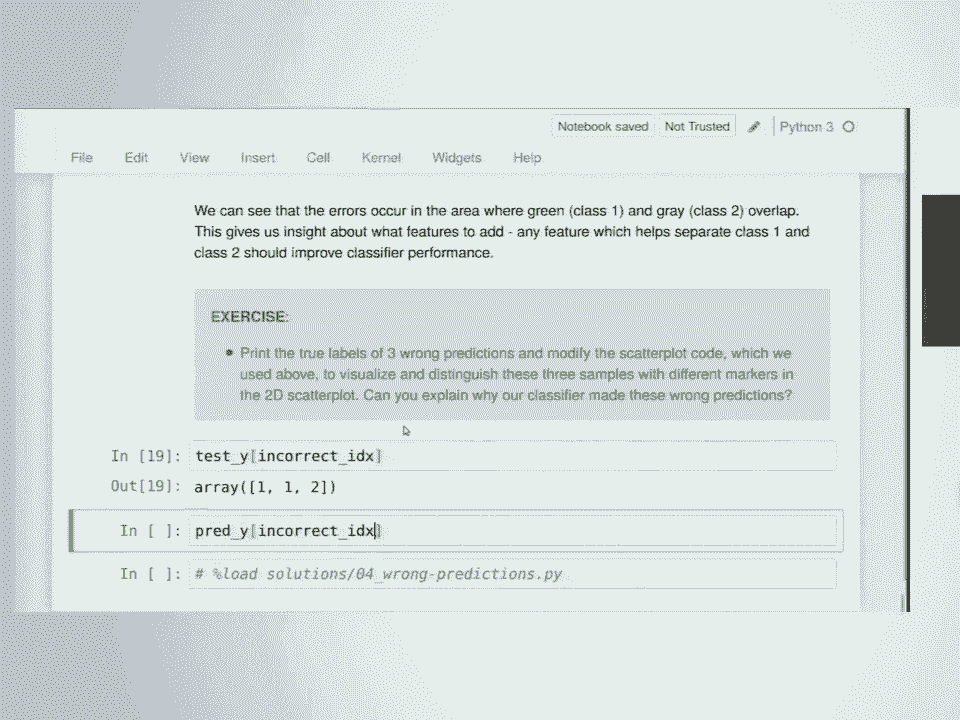 Notebook saved Not Trusted Python 3
File Edit View Insert Cell Kernel Widgets Help
We can see that the errors occur in the area where green (class 1) and gray (class 2) overlap.
This gives us insight about what features to add - any feature which helps separate class 1 and
class 2 should improve classifier performance.
EXERCISE:
• Print the true labels of 3 wrong predictions and modify the scatterplot code, which we
used above, to visualize and distinguish these three samples with different markers in
the 2D scatterplot. Can you explain why our classifier made these wrong predictions?
In [19]: test_y[incorrect_idx]
Out[19]: array([1, 1, 2])
In [ ]: pred_y[incorrect_idx]
In [ ]: # %load solutions/04_wrong-predictions.py